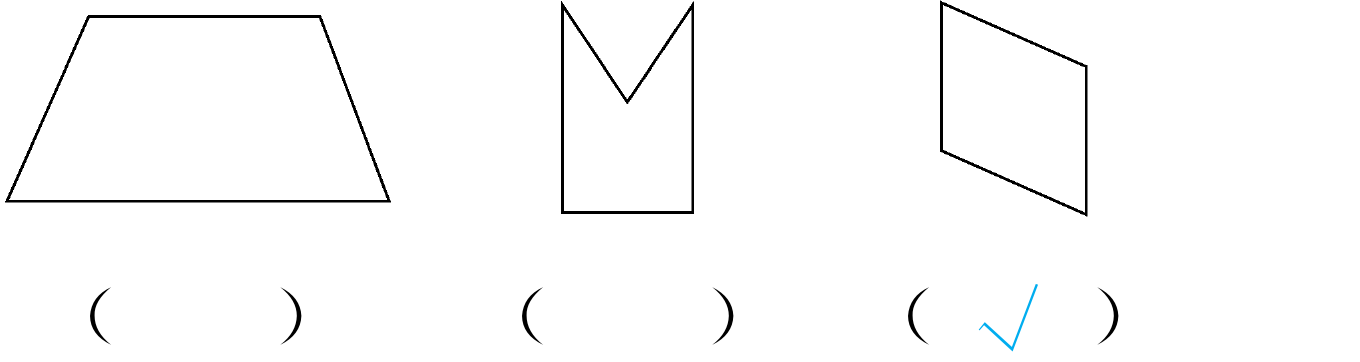 (   ) (   ) ( √ )